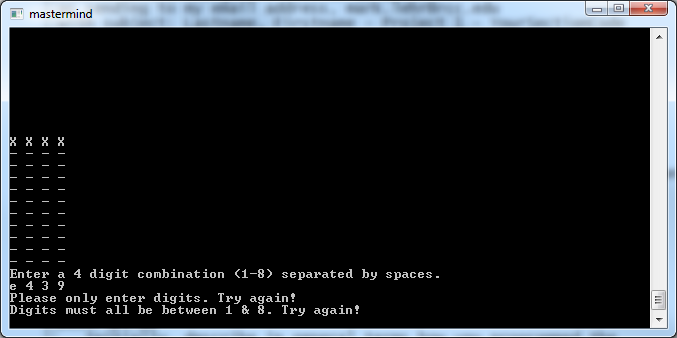 mastermind
X X X X
- - - -
- - - -
- - - -
- - - -
- - - -
- - - -
- - - -
- - - -
- - - -
- - - -
Enter a 4 digit combination (1-8) separated by spaces.
e 4 3 9
Please only enter digits. Try again!
Digits must all be between 1 & 8. Try again!